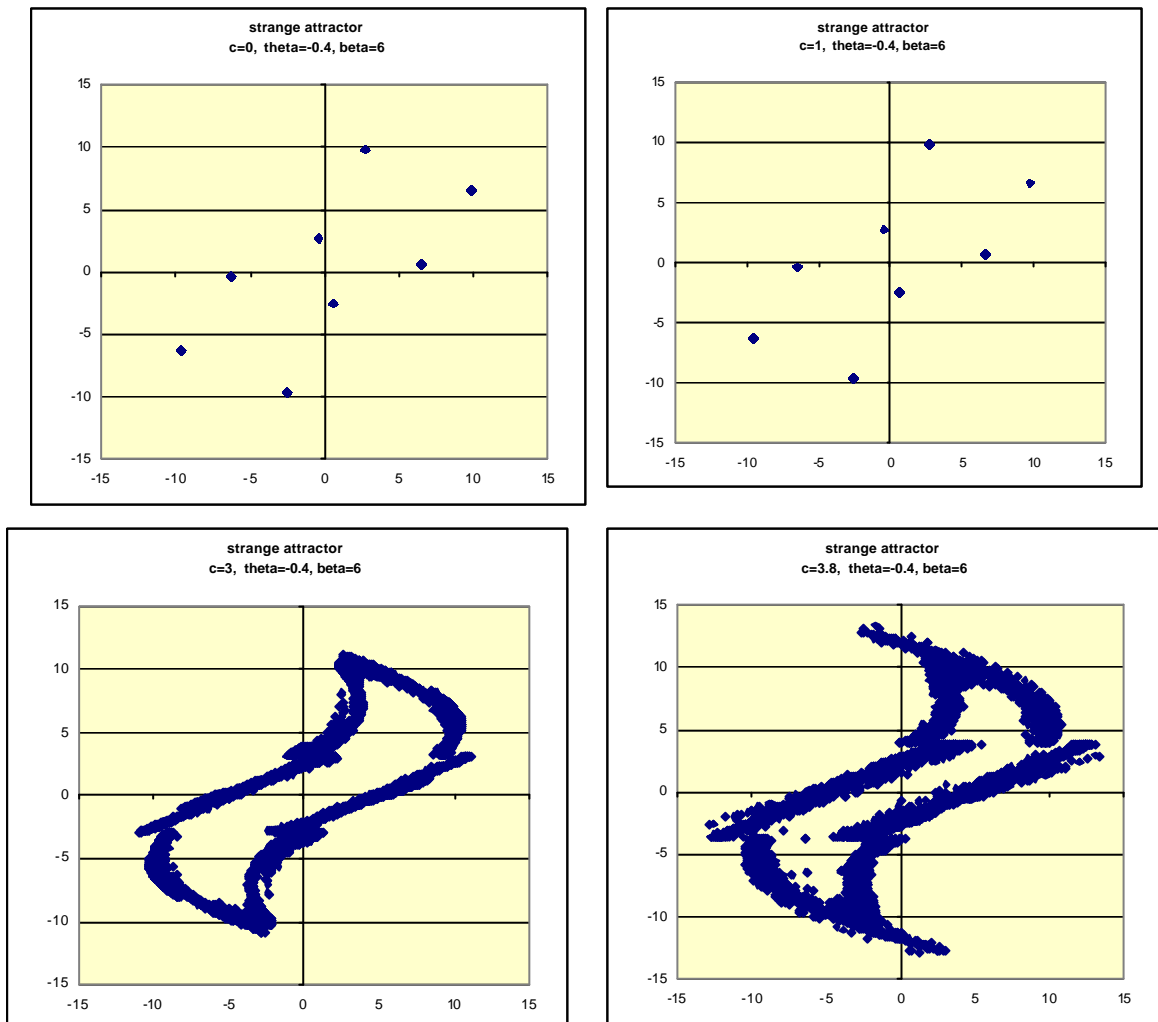 strange attractor
c=0, theta=-0.4, beta=6
15
10
5
0
-5
-10
-15
-15 -10 -5 0 5 10 15
strange attractor
c=1, theta=-0.4, beta=6
15
10
5
0
-5
-10
-15
-15 -10 -5 0 5 10 15
strange attractor
c=3, theta=-0.4, beta=6
15
10
5
0
-5
-10
-15
-15 -10 -5 0 5 10 15
strange attractor
c=3.8, theta=-0.4, beta=6
15
10
5
0
-5
-10
-15
-15 -10 -5 0 5 10 15